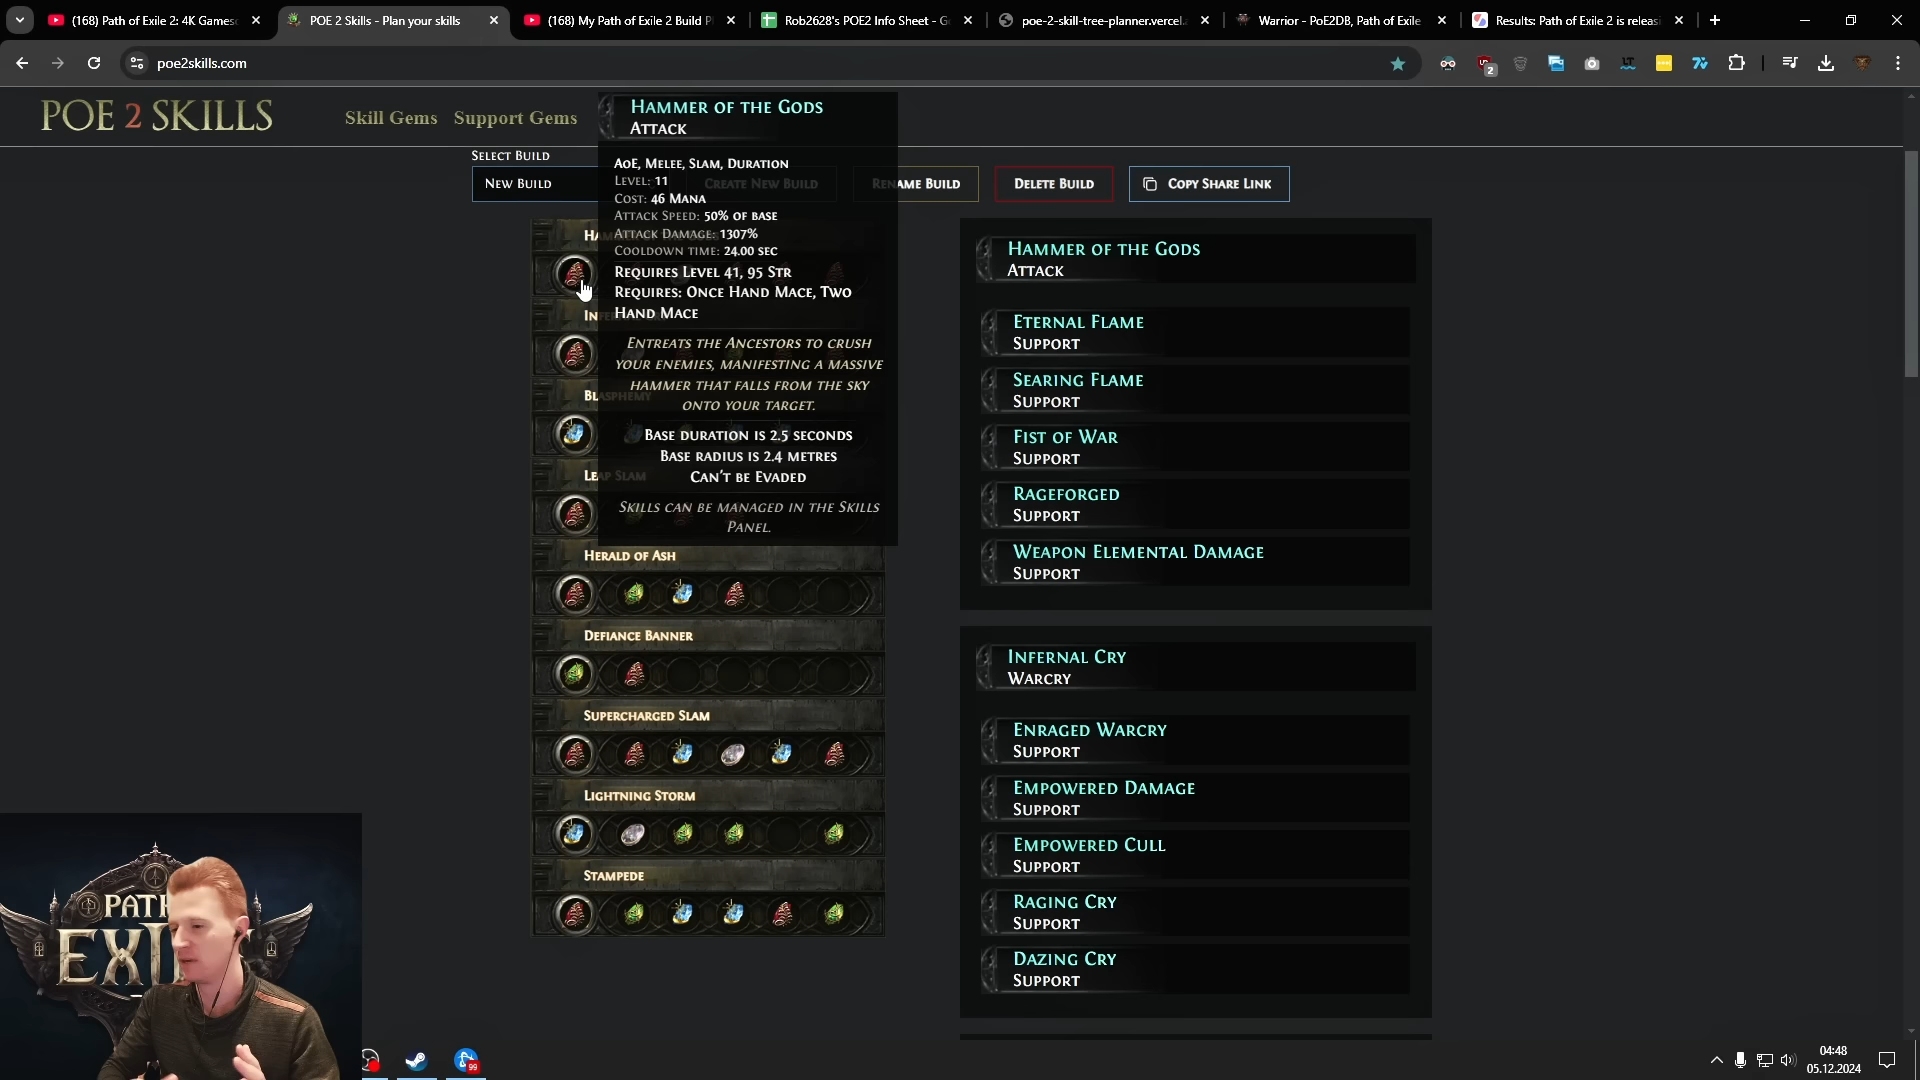 (168) Path of Exile 2: 4K Games
POE 2 Skills - Plan your skills
(168) My Path of Exile 2 Build P
Rob2628's POE2 Info Sheet - G
poe-2-skill-tree-planner.vercel.
Warrior - PoE2DB, Path of Exile
Results: Path of Exile 2 is releasi
poe2skills.com
2
POE 2 SKILLS
Skill Gems
Support Gems
SELECT BUILD
NEW BUILD
CREATE NEW BUILD
RENAME BUILD
DELETE BUILD
COPY SHARE LINK
HAMMER OF THE GODS
ATTACK
AOE, MELEE, SLAM, DURATION
LEVEL: 11
COST: 46 MANA
ATTACK SPEED: 50% OF BASE
ATTACK DAMAGE: 1307%
COOLDOWN TIME: 24.00 SEC
REQUIRES LEVEL 41, 95 STR
REQUIRES: ONCE HAND MACE, TWO
HAND MACE
ENTREATS THE ANCESTORS TO CRUSH
YOUR ENEMIES, MANIFESTING A MASSIVE
HAMMER THAT FALLS FROM THE SKY
ONTO YOUR TARGET.
BASE DURATION IS 2.5 SECONDS
BASE RADIUS IS 2.4 METRES
CAN'T BE EVADED
SKILLS CAN BE MANAGED IN THE SKILLS
PANEL.
BLASPHEMY
LEAP SLAM
HERALD OF ASH
DEFIANCE BANNER
SUPERCHARGED SLAM
LIGHTNING STORM
STAMPEDE
HAMMER OF THE GODS
ATTACK
ETERNAL FLAME
SUPPORT
SEARING FLAME
SUPPORT
FIST OF WAR
SUPPORT
RAGEFORGED
SUPPORT
WEAPON ELEMENTAL DAMAGE
SUPPORT
INFERNAL CRY
WARCRY
ENRAGED WARCRY
SUPPORT
EMPOWERED DAMAGE
SUPPORT
EMPOWERED CULL
SUPPORT
RAGING CRY
SUPPORT
DAZING CRY
SUPPORT
PATH
EXIL
99
04:48
05.12.2024